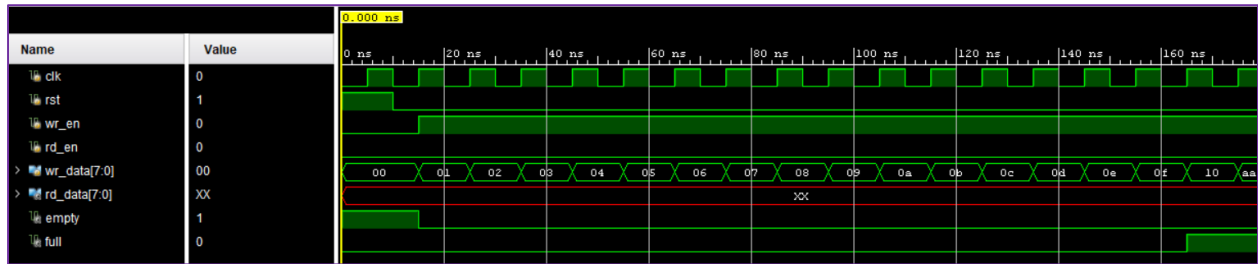 0.000 ns
Name Value
0 ns 20 ns 40 ns 60 ns 80 ns 100 ns 120 ns 140 ns 160 ns
clk 0
rst 1
wr_en 0
rd_en 0
> wr_data[7:0] 00 00 01 02 03 04 05 06 07 08 09 0a 0b 0c 0d 0e 0f 10 aa
> rd_data[7:0] XX XX
empty 1
full 0